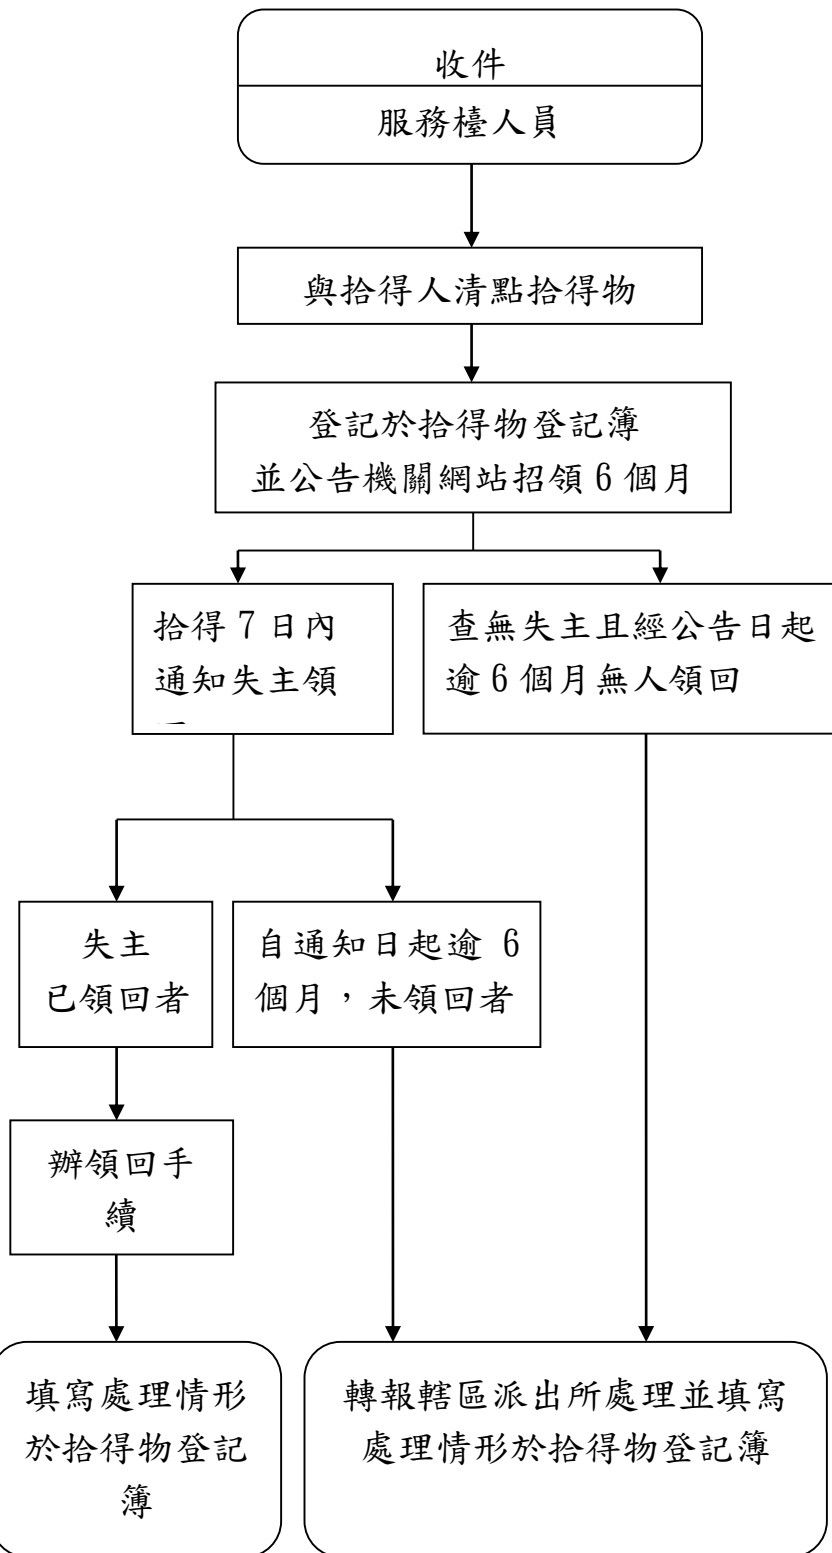 收件
服務檯人員
與拾得人清點拾得物
登記於拾得物登記簿
並公告機關網站招領 6 個月
拾得 7 日內
通知失主領
查無失主且經公告日起
逾 6 個月無人領回
失主
已領回者
自通知日起逾 6
個月，未領回者
辦領回手
續
填寫處理情形
於拾得物登記
簿
轉報轄區派出所處理並填寫
處理情形於拾得物登記簿